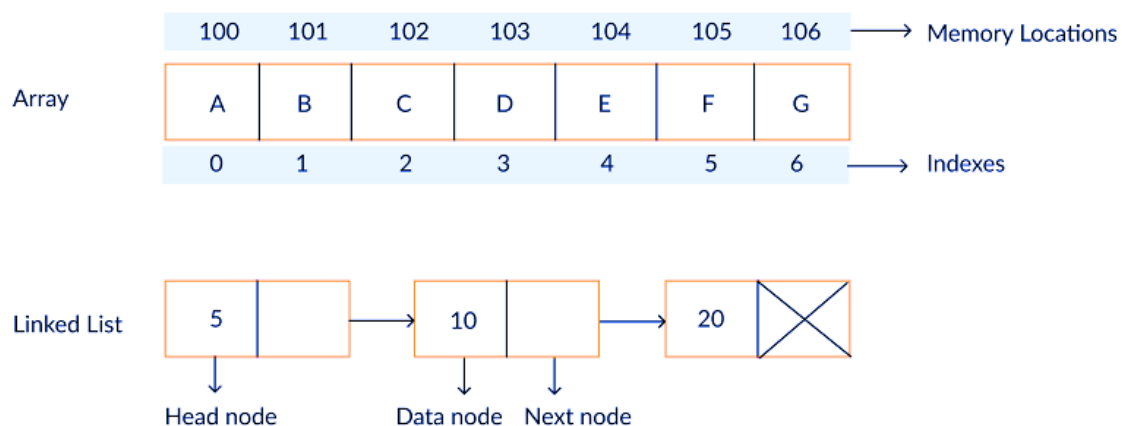 100 101 102 103 104 105 106 Memory Locations
Array A B C D E F G
0 1 2 3 4 5 6 Indexes
Linked List 5 10 20
Head node Data node Next node